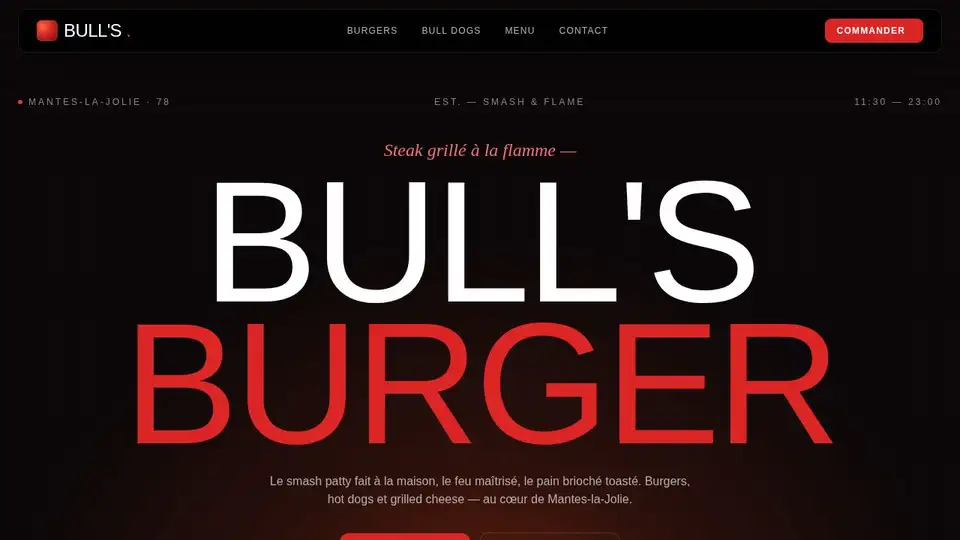 BULL'S .
BURGERS BULL DOGS MENU CONTACT
COMMANDER
MANTES-LA-JOLIE · 78
EST. — SMASH & FLAME
11:30 — 23:00
Steak grillé à la flamme —
BULL'S
BURGER
Le smash patty fait à la maison, le feu maîtrisé, le pain brioché toasté. Burgers,
hot dogs et grilled cheese — au cœur de Mantes-la-Jolie.